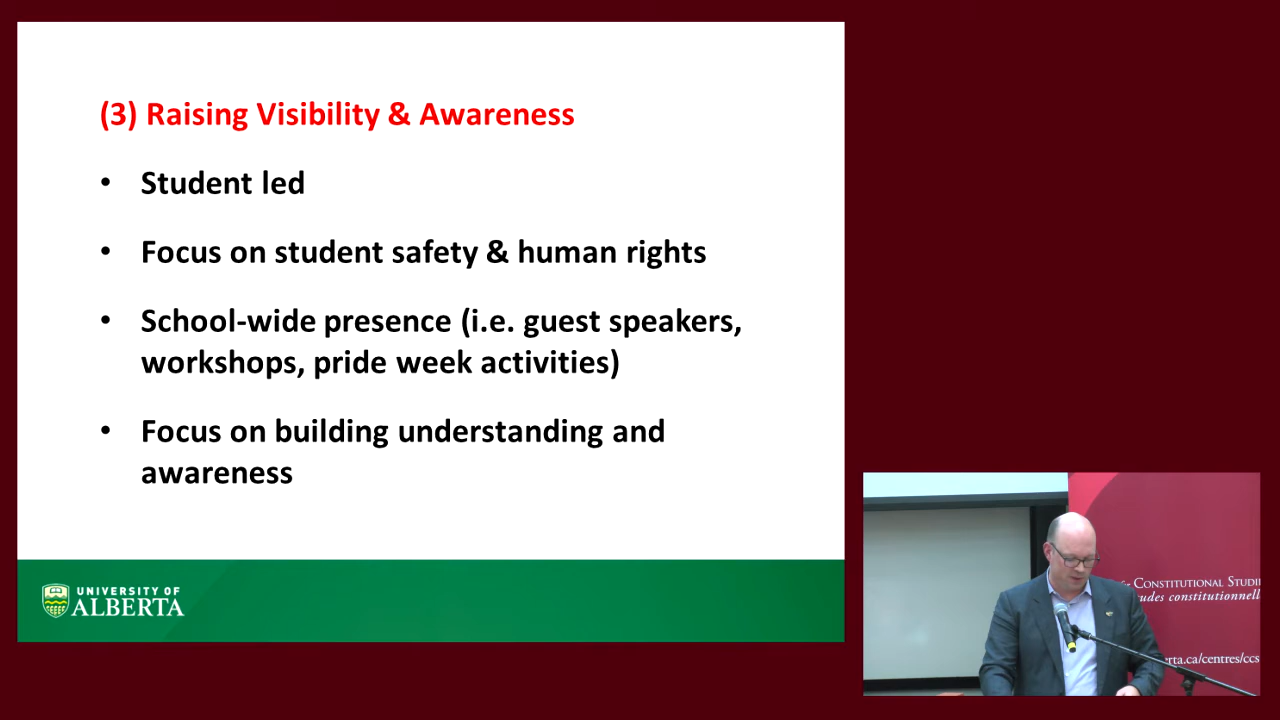 (3) Raising Visibility & Awareness
• Student led
• Focus on student safety & human rights
• School-wide presence (i.e. guest speakers,
workshops, pride week activities)
• Focus on building understanding and
awareness
UNIVERSITY OF
ALBERTA
CONSTITUTIONAL STUDI
constitutionnell
rta.ca/centres/ccs